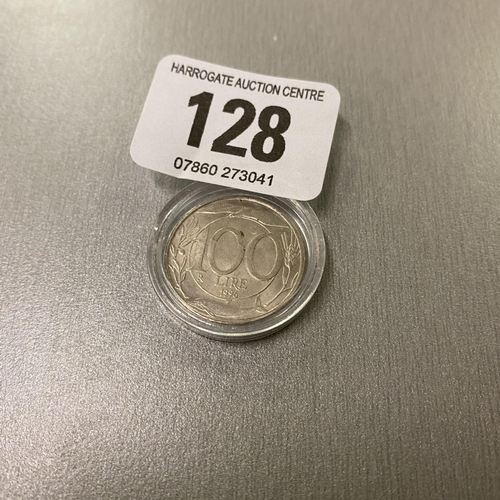 HARROGATE AUCTION CENTRE
128
07860 273041
100
LIRE